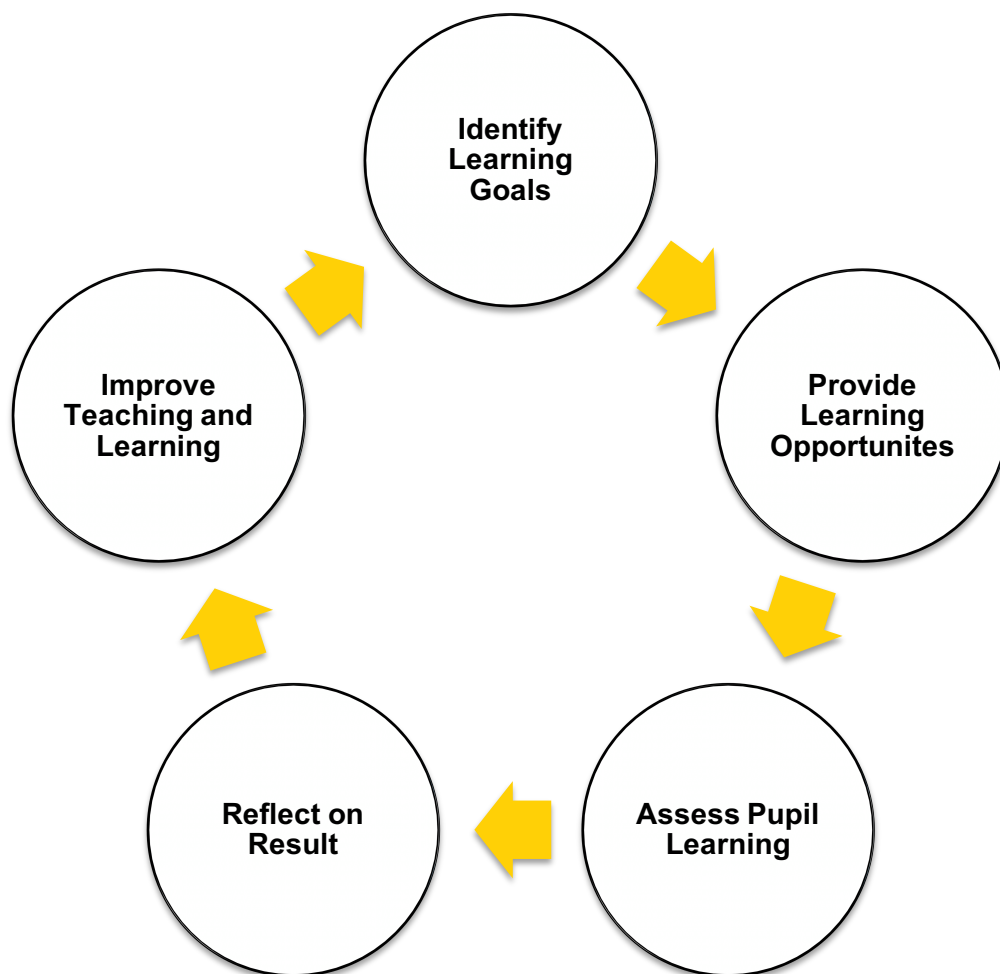 Identify
Learning
Goals
Provide
Learning
Opportunites
Assess Pupil
Learning
Reflect on
Result
Improve
Teaching and
Learning